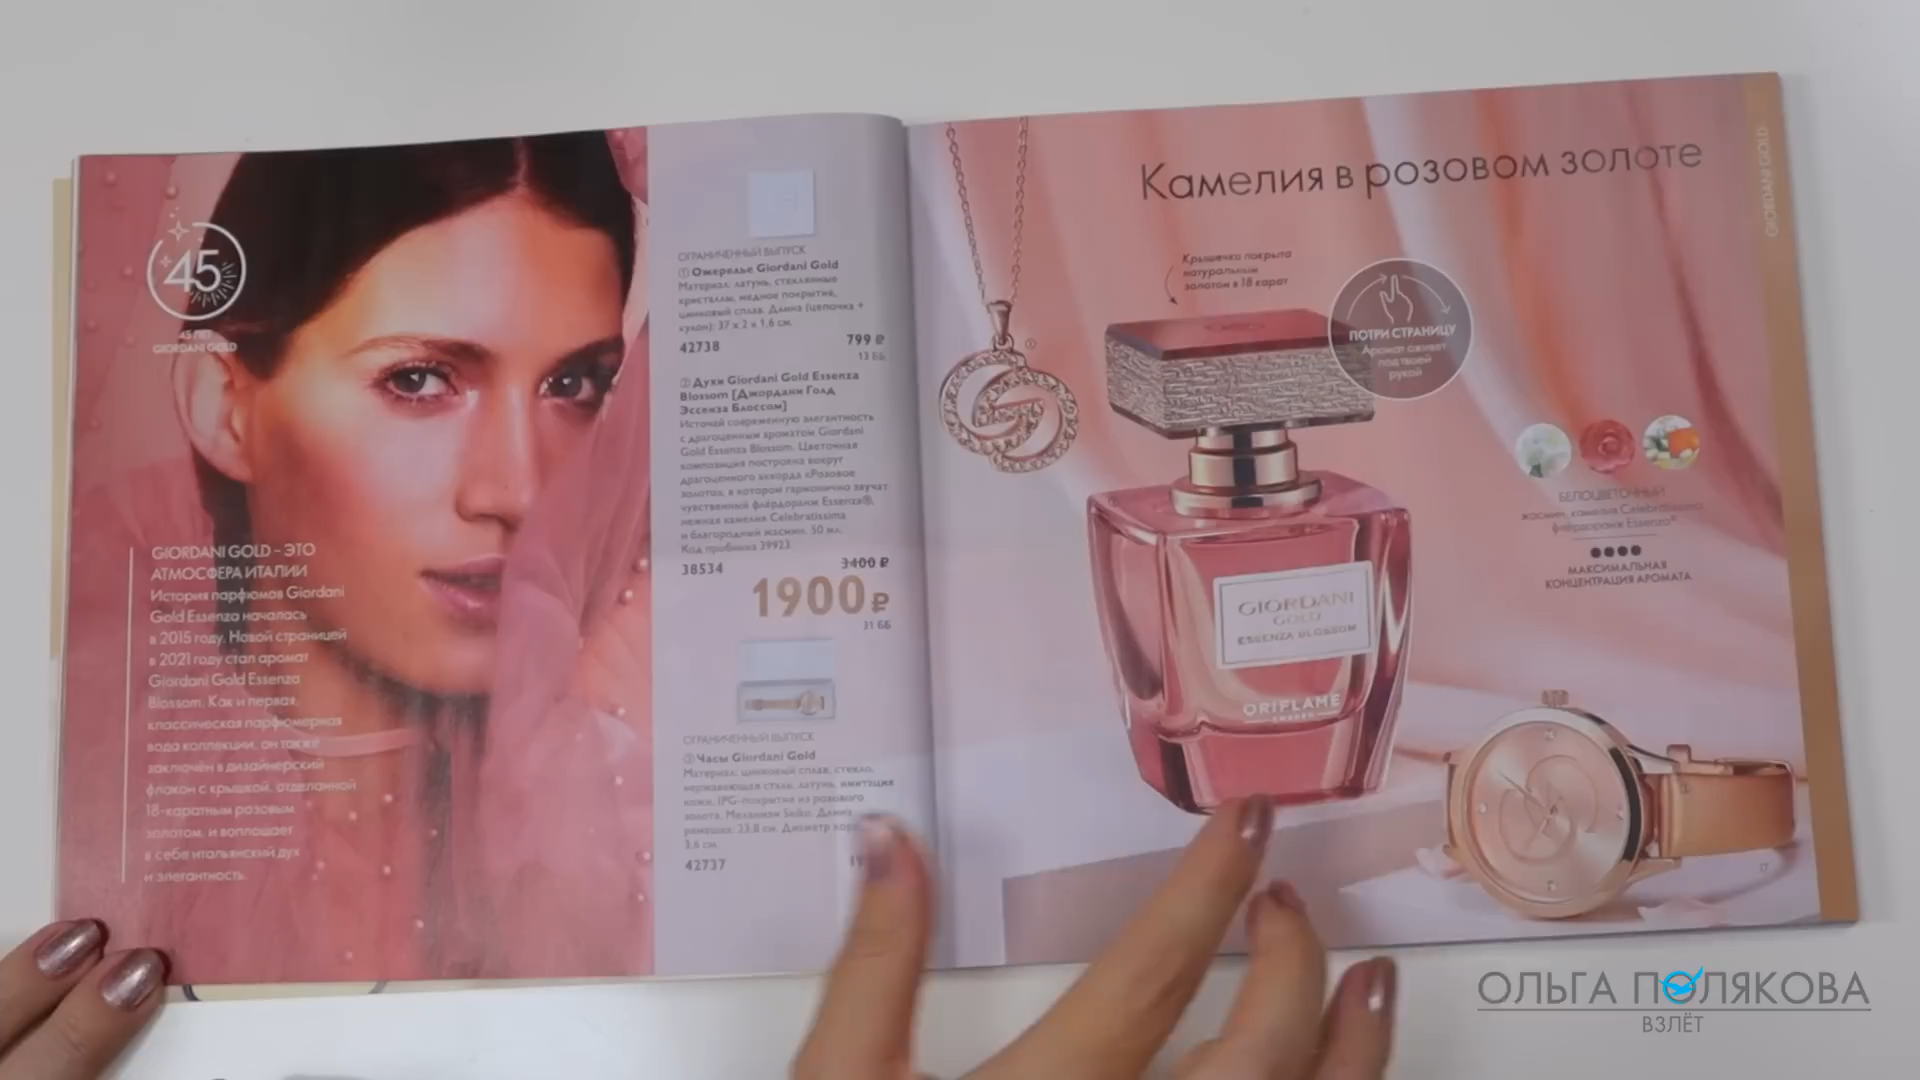 45
45 ЛЕТ
GIORDANI GOLD
GIORDANI GOLD – ЭТО
АТМОСФЕРА ИТАЛИИ
История парфюмов Giordani
Gold Essenza началась
в 2015 году. Новой страницей
в 2021 году стал аромат
Giordani Gold Essenza
Blossom. Как и первая,
классическая парфюмерная
вода коллекции, он также
заключён в дизайнерский
флакон с крышкой, отделанной
18-каратным розовым
золотом, и воплощает
в себе итальянский дух
и элегантность.
ОГРАНИЧЕННЫЙ ВЫПУСК
① Ожерелье Giordani Gold
Материал: латунь, стеклянные
кристаллы, медное покрытие,
цинковый сплав. Длина (цепочка +
кулон): 37 x 2 x 1,6 см.
42738 799 ₽
13 ББ
② Духи Giordani Gold Essenza
Blossom [Джордани Голд
Эссенза Блоссом]
Источай современную элегантность
с драгоценным ароматом Giordani
Gold Essenza Blossom. Цветочная
композиция построена вокруг
драгоценного аккорда «Розовое
золото», в котором гармонично звучат
чувственный флёрдоранж Essenza®,
нежная камелия Celebratissima
и благородный жасмин. 50 мл.
Код пробника 39923
38534 3400 ₽
1900 ₽
31 ББ
ОГРАНИЧЕННЫЙ ВЫПУСК
③ Часы Giordani Gold
Материал: цинковый сплав, стекло,
нержавеющая сталь, латунь, имитация
кожи, IPG-покрытие из розового
золота. Механизм Seiko. Длина
ремешка: 23,8 см. Диаметр
3,6 см.
42737
Камелия в розовом золоте
GIORDANI GOLD
Крышечка покрыта
натуральным
золотом в 18 карат
①
ПОТРИ СТРАНИЦУ
Аромат оживёт
под твоей
рукой
БЕЛОЦВЕТОЧНЫЙ
жасмин, камелия Celebratissima,
флёрдоранж Essenza®
МАКСИМАЛЬНАЯ
КОНЦЕНТРАЦИЯ АРОМАТА
GIORDANI
GOLD
ESSENZA BLOSSOM
ORIFLAME
SWEDEN
17
ОЛЬГА ПОЛЯКОВА
ВЗЛЁТ